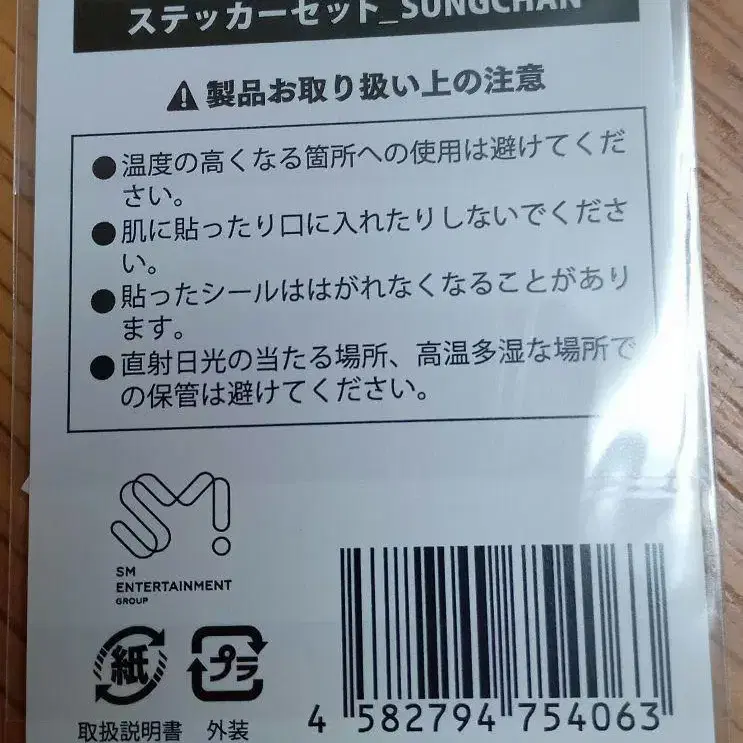 ステッカーセット_SUNGCHAN
製品お取り扱い上の注意
●温度の高くなる箇所への使用は避けてくだ
さい。
●肌に貼ったり口に入れたりしないでくださ
い。
●貼ったシールははがれなくなることがあり
ます。
●直射日光の当たる場所、高温多湿な場所で
の保管は避けてください。
SM
ENTERTAINMENT
GROUP
紙
プラ
取扱説明書 外装
4 582794 754063